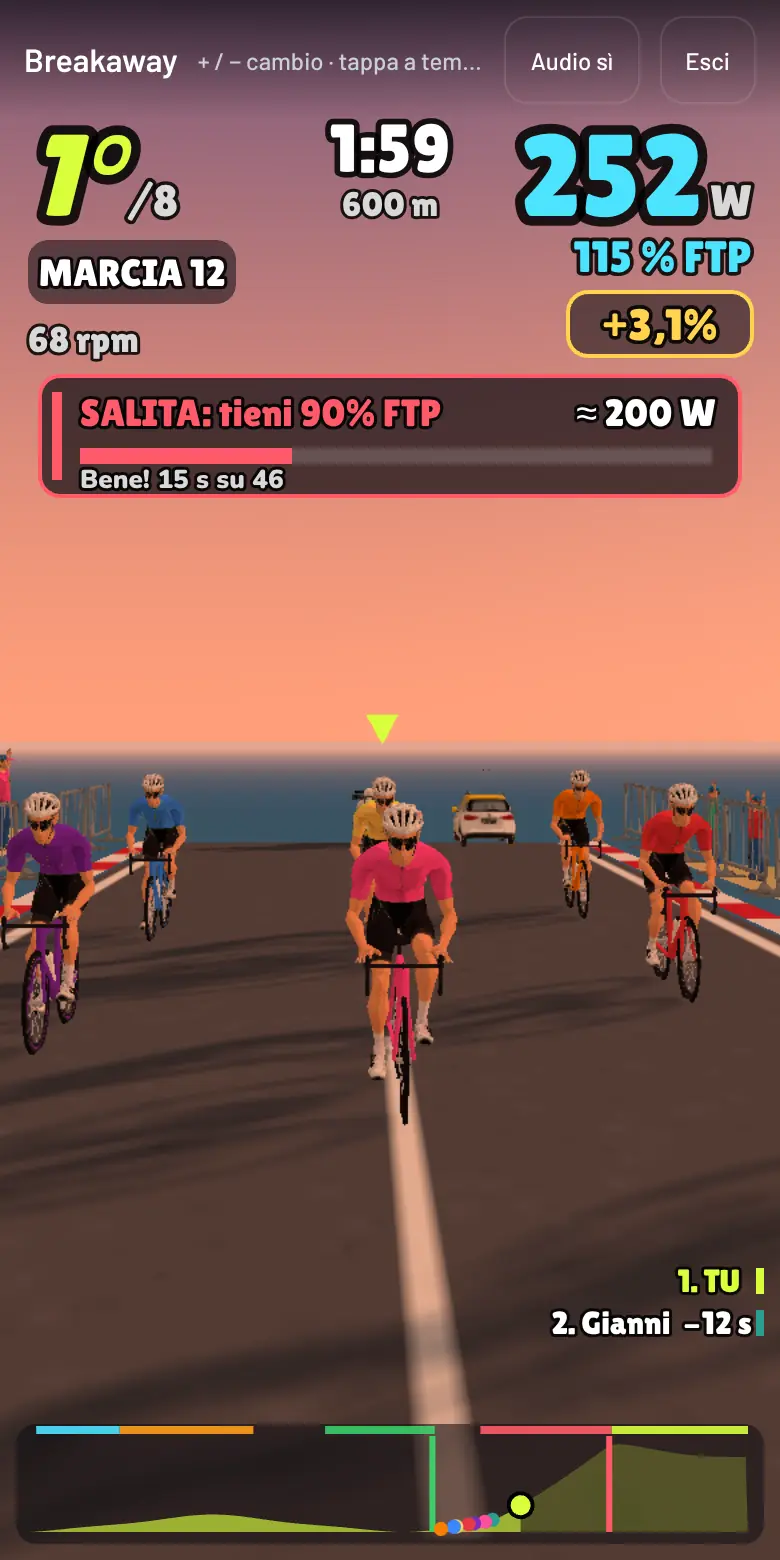 Breakaway + / − cambio · tappa a tem... Audio sì Esci
1º/8 1:59 252 W
600 m
115 % FTP
MARCIA 12
+3,1%
68 rpm
SALITA: tieni 90% FTP ≈ 200 W
Bene! 15 s su 46
1. TU
2. Gianni −12 s